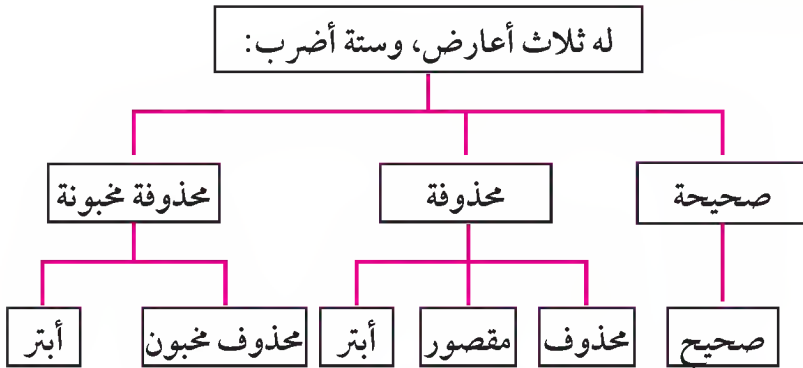 له ثلاث أعارض، وستة أضرب:
صحيحة
محذوفة
محذوفة مخبونة
صحيح
محذوف
مقصور
أبتر
محذوف مخبون
أبتر